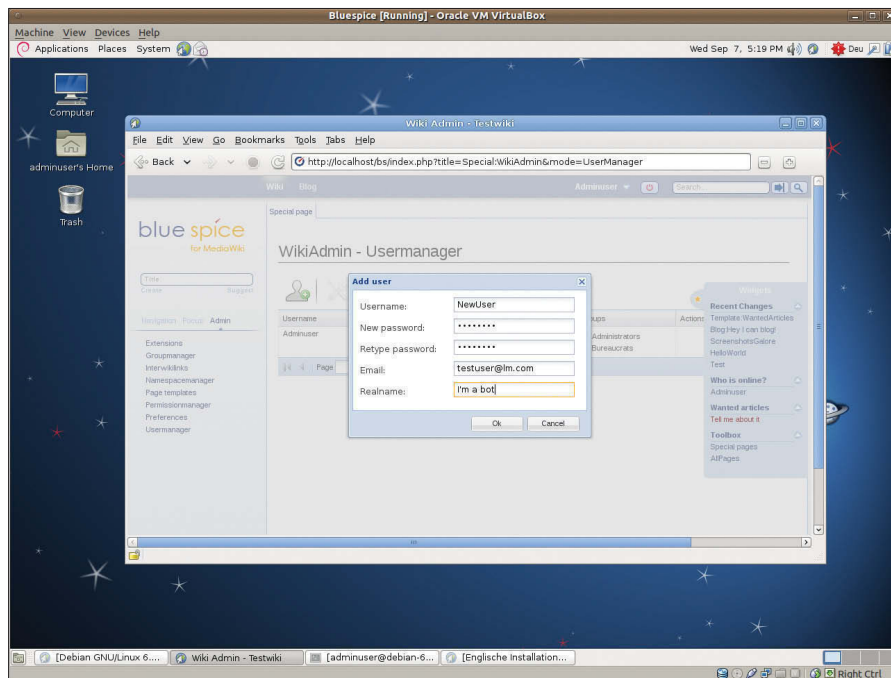 Bluespice [Running] - Oracle VM VirtualBox
Machine View Devices Help
Applications Places System
Wed Sep 7, 5:19 PM
Deu
Computer
adminuser's Home
Trash
Wiki Admin - Testwiki
File Edit View Go Bookmarks Tools Tabs Help
Back
http://localhost/bs/index.php?title=Special:WikiAdmin&mode=UserManager
Wiki Blog
Adminuser
Search...
Special page
blue spice
for MediaWiki
Title
Create Suggest
Navigation Focus Admin
Extensions
Groupmanager
Interwikilinks
Namespacemanager
Page templates
Permissionmanager
Preferences
Usermanager
WikiAdmin - Usermanager
Username
Actions
Adminuser
Administrators
Bureaucrats
Page
Add user
Username: NewUser
New password: ••••••••
Retype password: ••••••••
Email: testuser@lm.com
Realname: I'm a bot
Ok Cancel
Widgets
Recent Changes
Template WantedArticles
Blog Hey I can blog!
ScreenshotsGalore
HelloWorld
Test
Who is online?
Adminuser
Wanted articles
Tell me about it
Toolbox
Special pages
AllPages
[Debian GNU/Linux 6....
Wiki Admin - Testwiki
[adminuser@debian-6...
[Englische Installation...
Right Ctrl